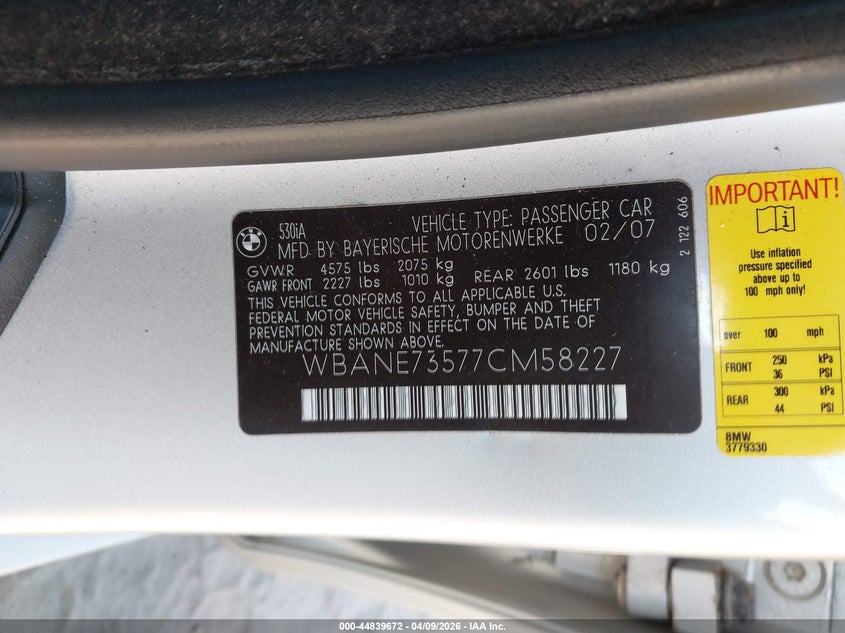 530iA
VEHICLE TYPE: PASSENGER CAR
MFD BY BAYERISCHE MOTORENWERKE 02/07
GVWR 4575 lbs 2075 kg
GAWR FRONT 2227 lbs 1010 kg REAR 2601 lbs 1180 kg
THIS VEHICLE CONFORMS TO ALL APPLICABLE U.S.
FEDERAL MOTOR VEHICLE SAFETY, BUMPER AND THEFT
PREVENTION STANDARDS IN EFFECT ON THE DATE OF
MANUFACTURE SHOWN ABOVE.
WBANE73577CM58227
2 122 606
IMPORTANT!
Use inflation
pressure specified
above up to
100 mph only!
over 100 mph
FRONT 250 kPa
36 PSI
REAR 300 kPa
44 PSI
BMW
3779330
000-44839672 - 04/09/2026 - IAA Inc.